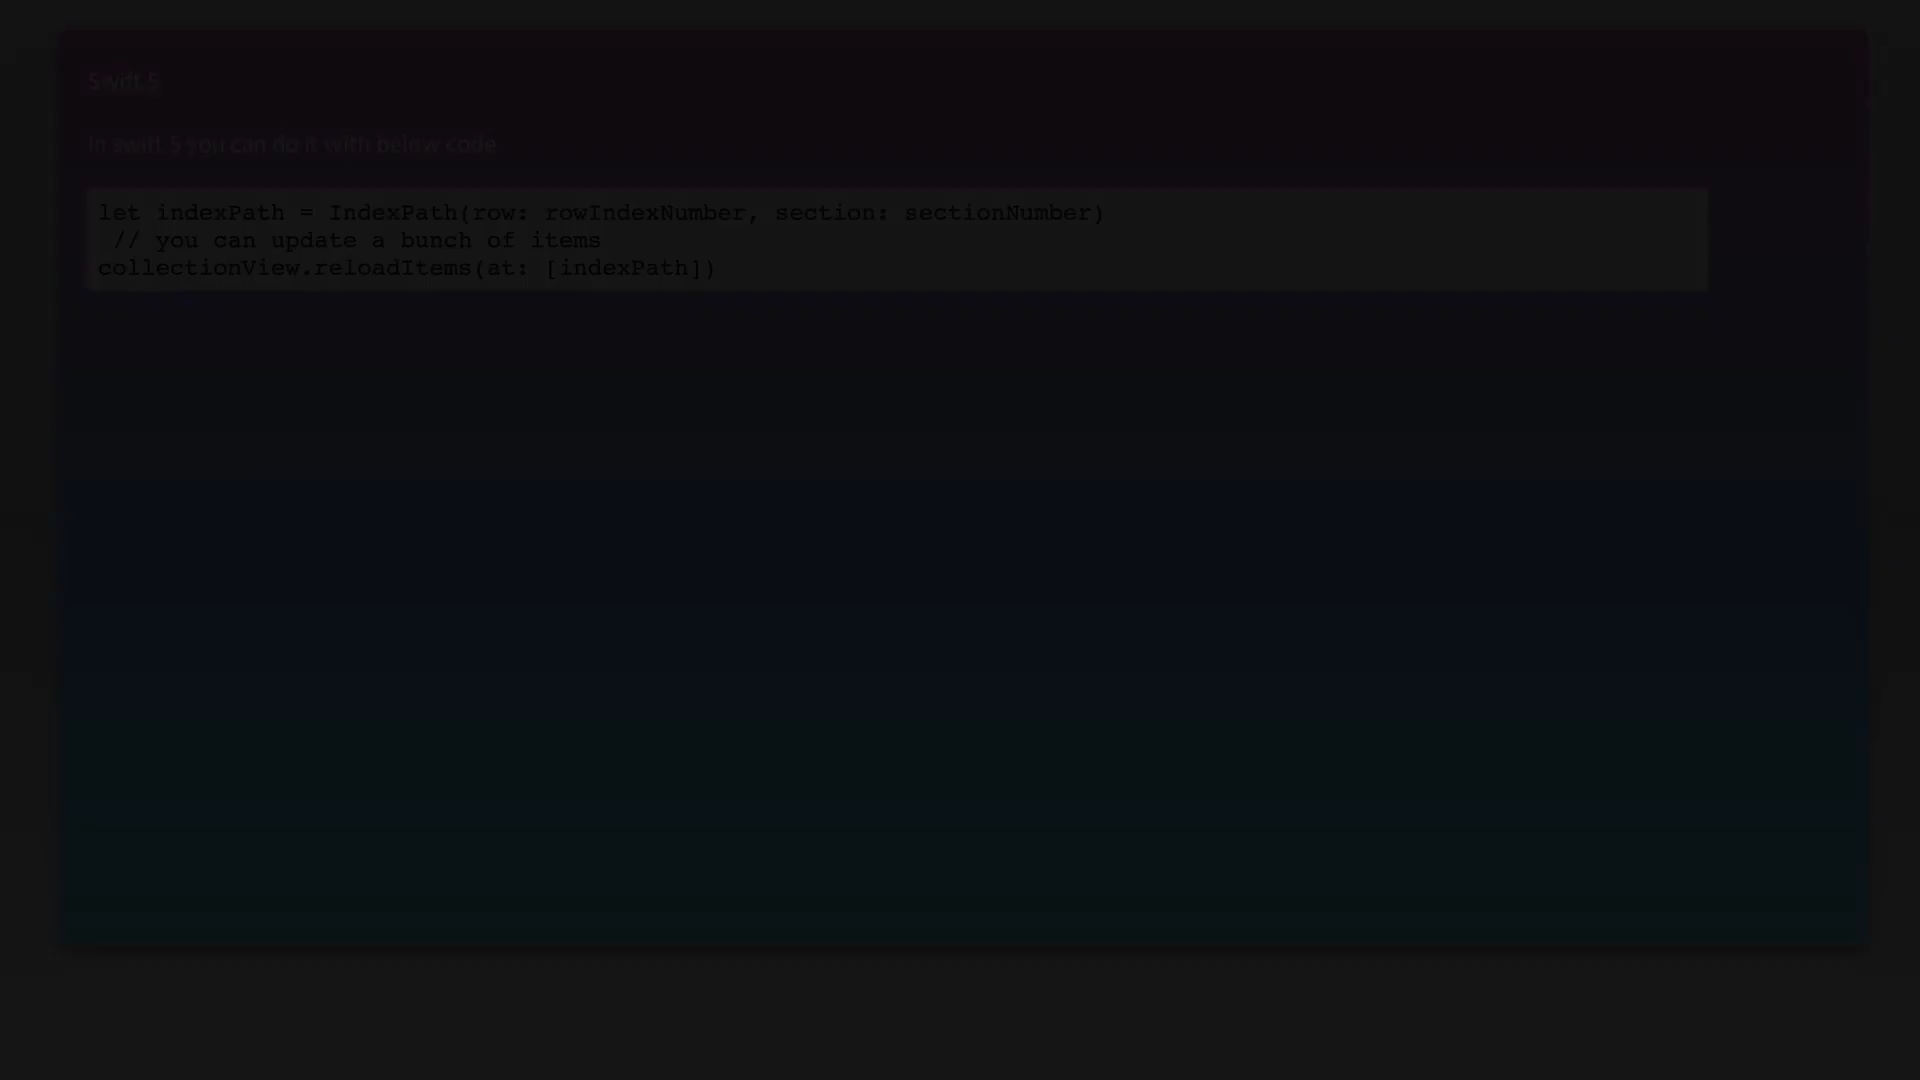 Swift 5
In swift 5 you can do it with below code
let indexPath = IndexPath(row: rowIndexNumber, section: sectionNumber)
// you can update a bunch of items
collectionView.reloadItems(at: [indexPath])